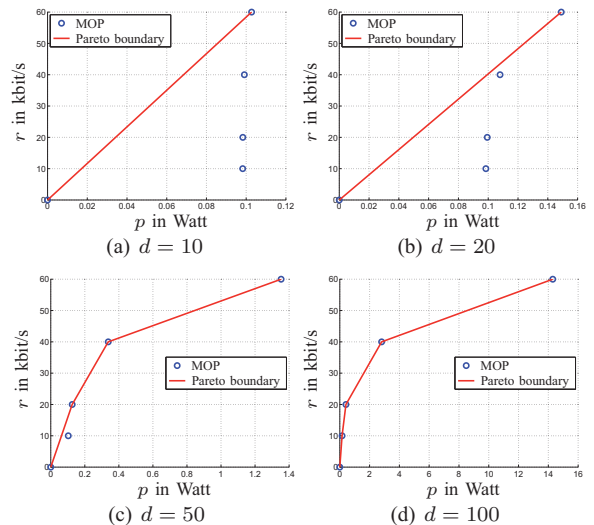 60
50
40
30
20
10
0
r in kbit/s
MOP
Pareto boundary
0 0.02 0.04 0.06 0.08 0.1 0.12
p in Watt
(a) d = 10
60
50
40
30
20
10
0
r in kbit/s
MOP
Pareto boundary
0 0.02 0.04 0.06 0.08 0.1 0.12 0.14 0.16
p in Watt
(b) d = 20
60
50
40
30
20
10
0
r in kbit/s
MOP
Pareto boundary
0 0.2 0.4 0.6 0.8 1 1.2 1.4
p in Watt
(c) d = 50
60
50
40
30
20
10
0
r in kbit/s
MOP
Pareto boundary
0 2 4 6 8 10 12 14 16
p in Watt
(d) d = 100